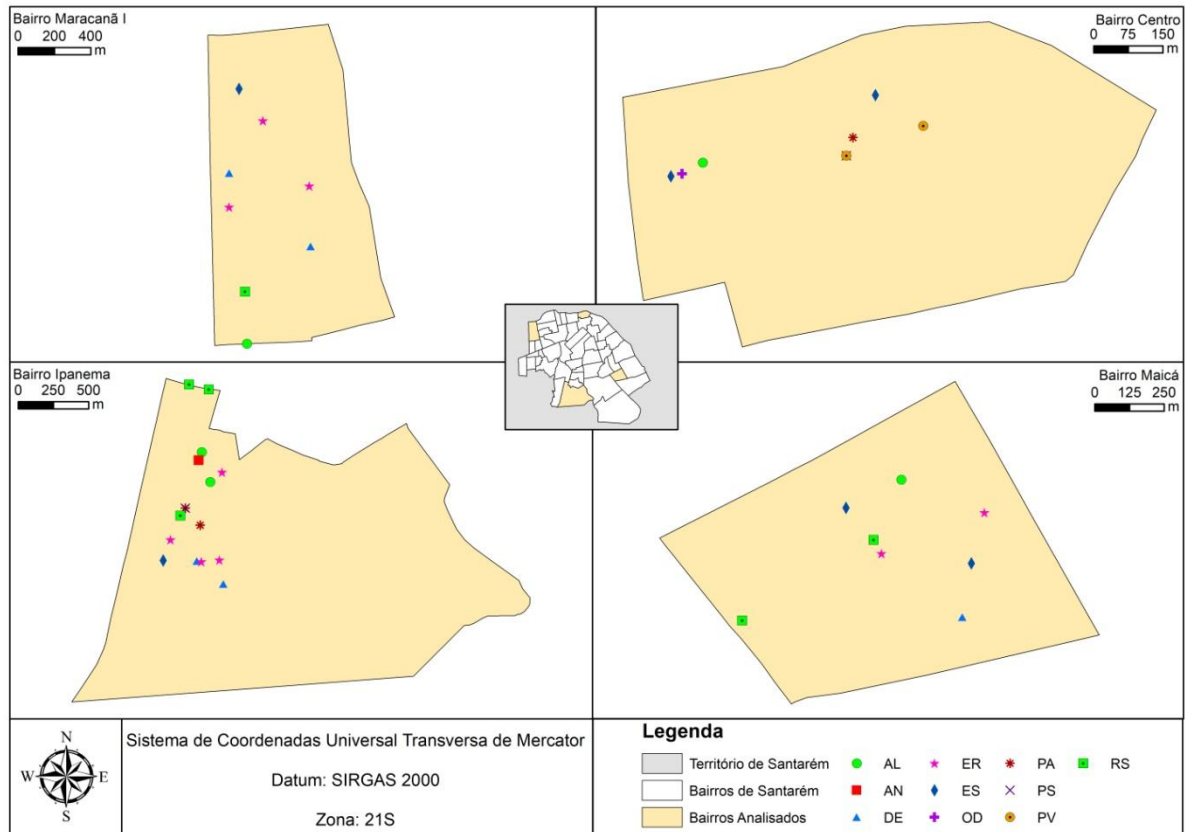 Bairro Maracanã I
0 200 400
m
Bairro Centro
0 75 150
m
Bairro Ipanema
0 250 500
m
Bairro Maicá
0 125 250
m
N
W E
S
Sistema de Coordenadas Universal Transversa de Mercator
Datum: SIRGAS 2000
Zona: 21S
Legenda
Território de Santarém
Bairros de Santarém
Bairros Analisados
AL
AN
DE
ER
ES
OD
PA
PS
PV
RS